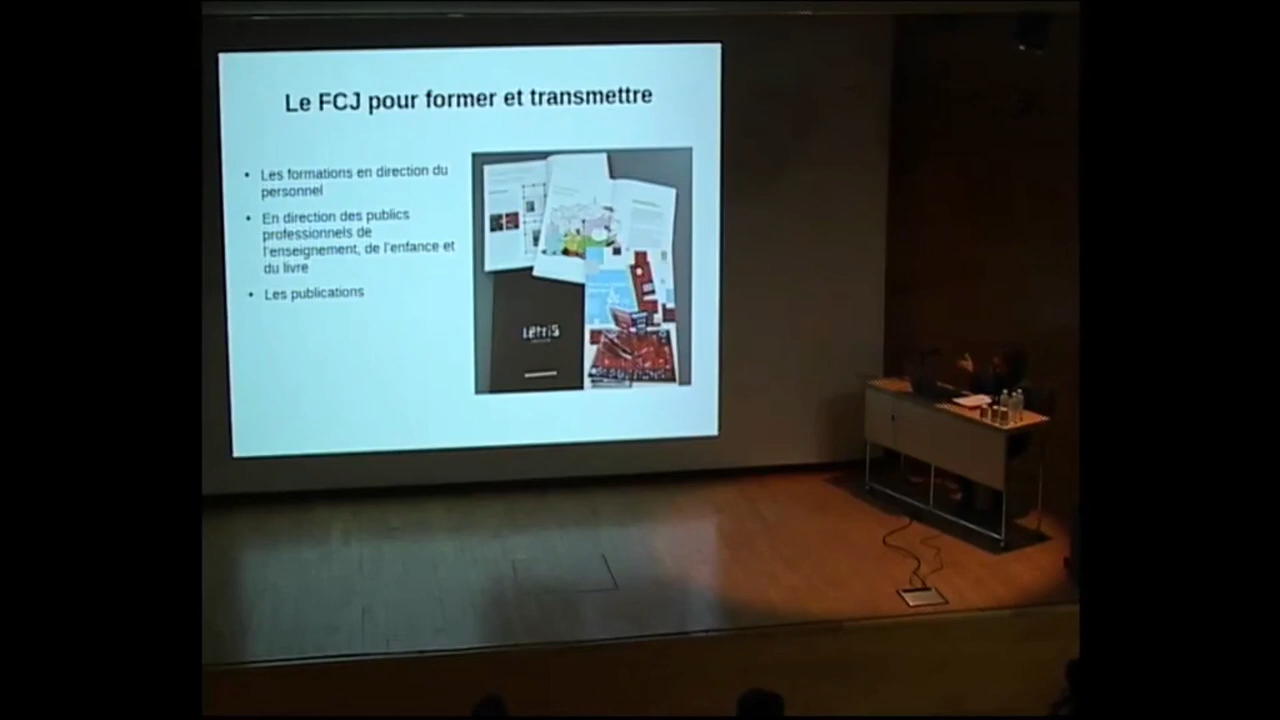 Le FCJ pour former et transmettre
• Les formations en direction du
personnel
• En direction des publics
professionnels de
l'enseignement, de l'enfance et
du livre
• Les publications